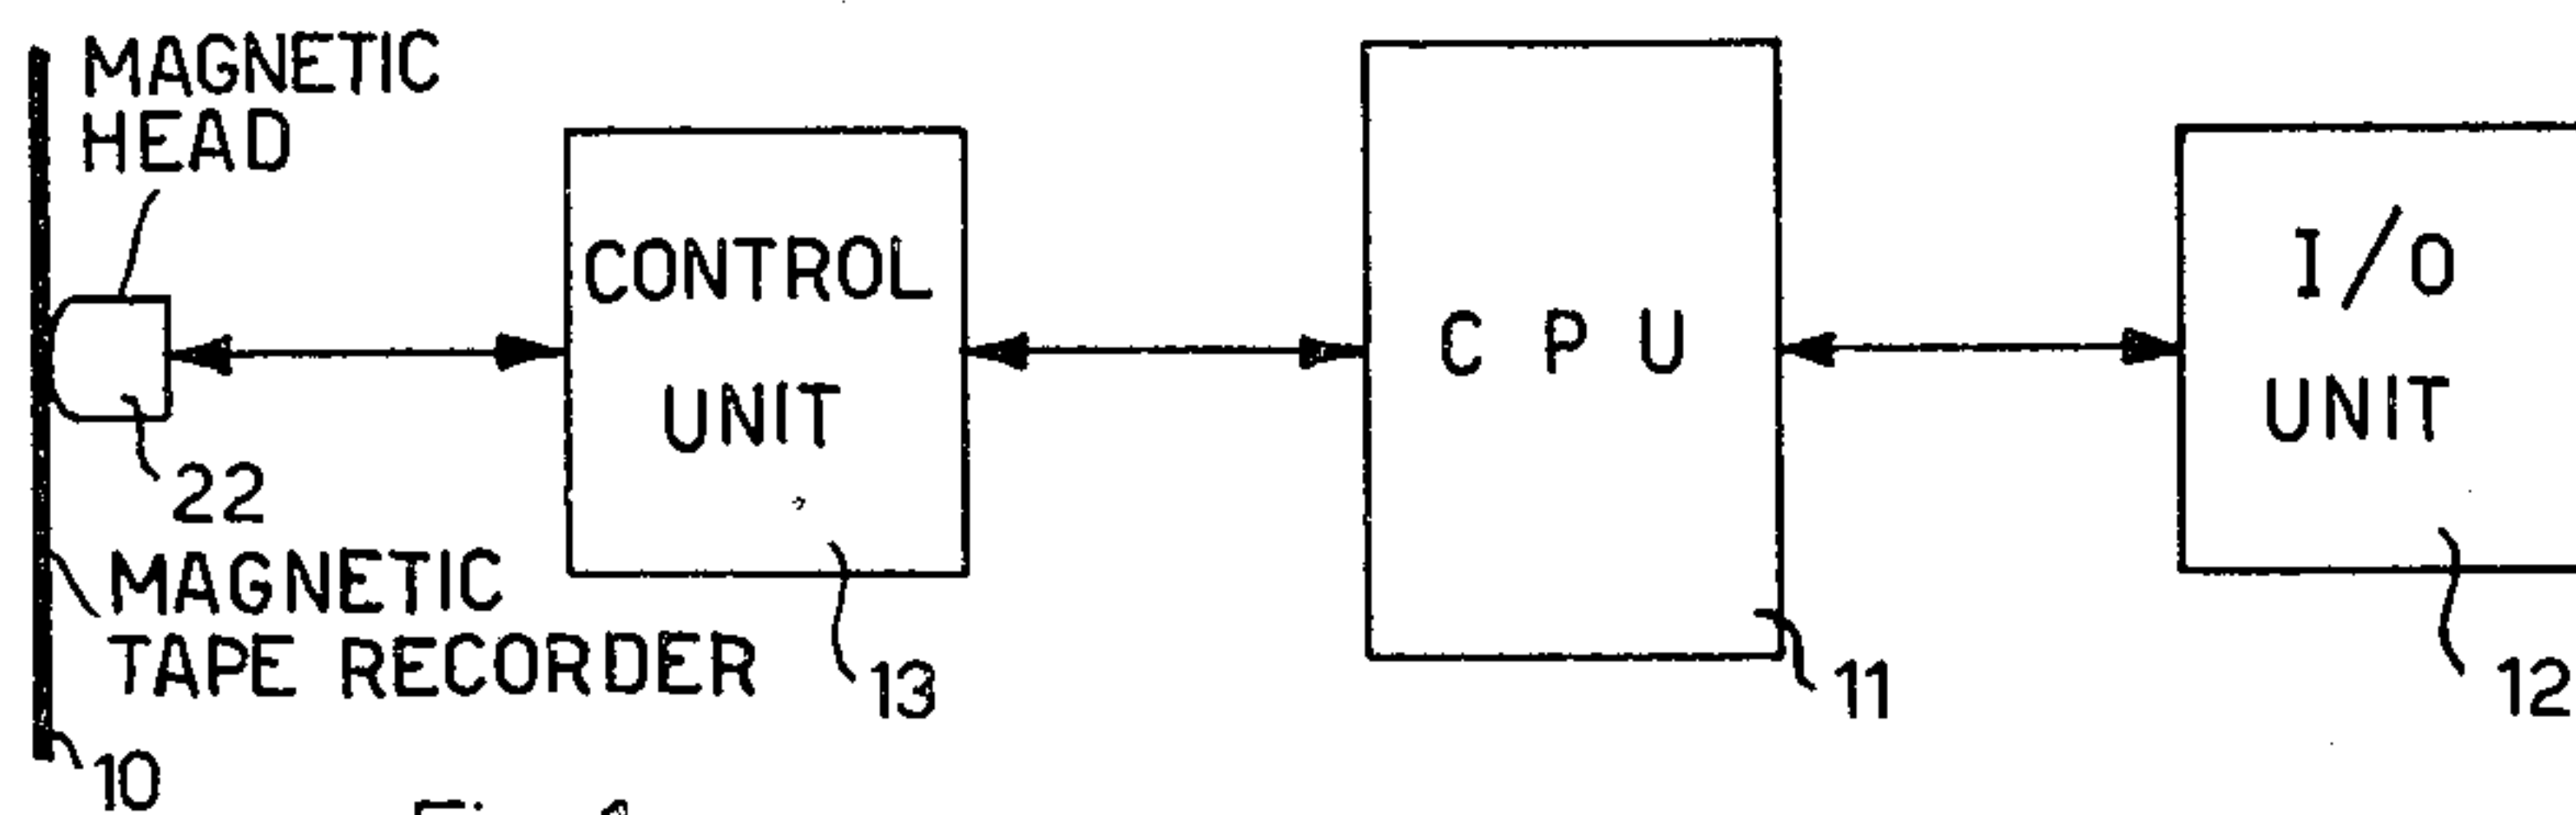 MAGNETIC
HEAD
22
MAGNETIC
TAPE RECORDER
10
CONTROL
UNIT
13
C P U
11
I/O
UNIT
12